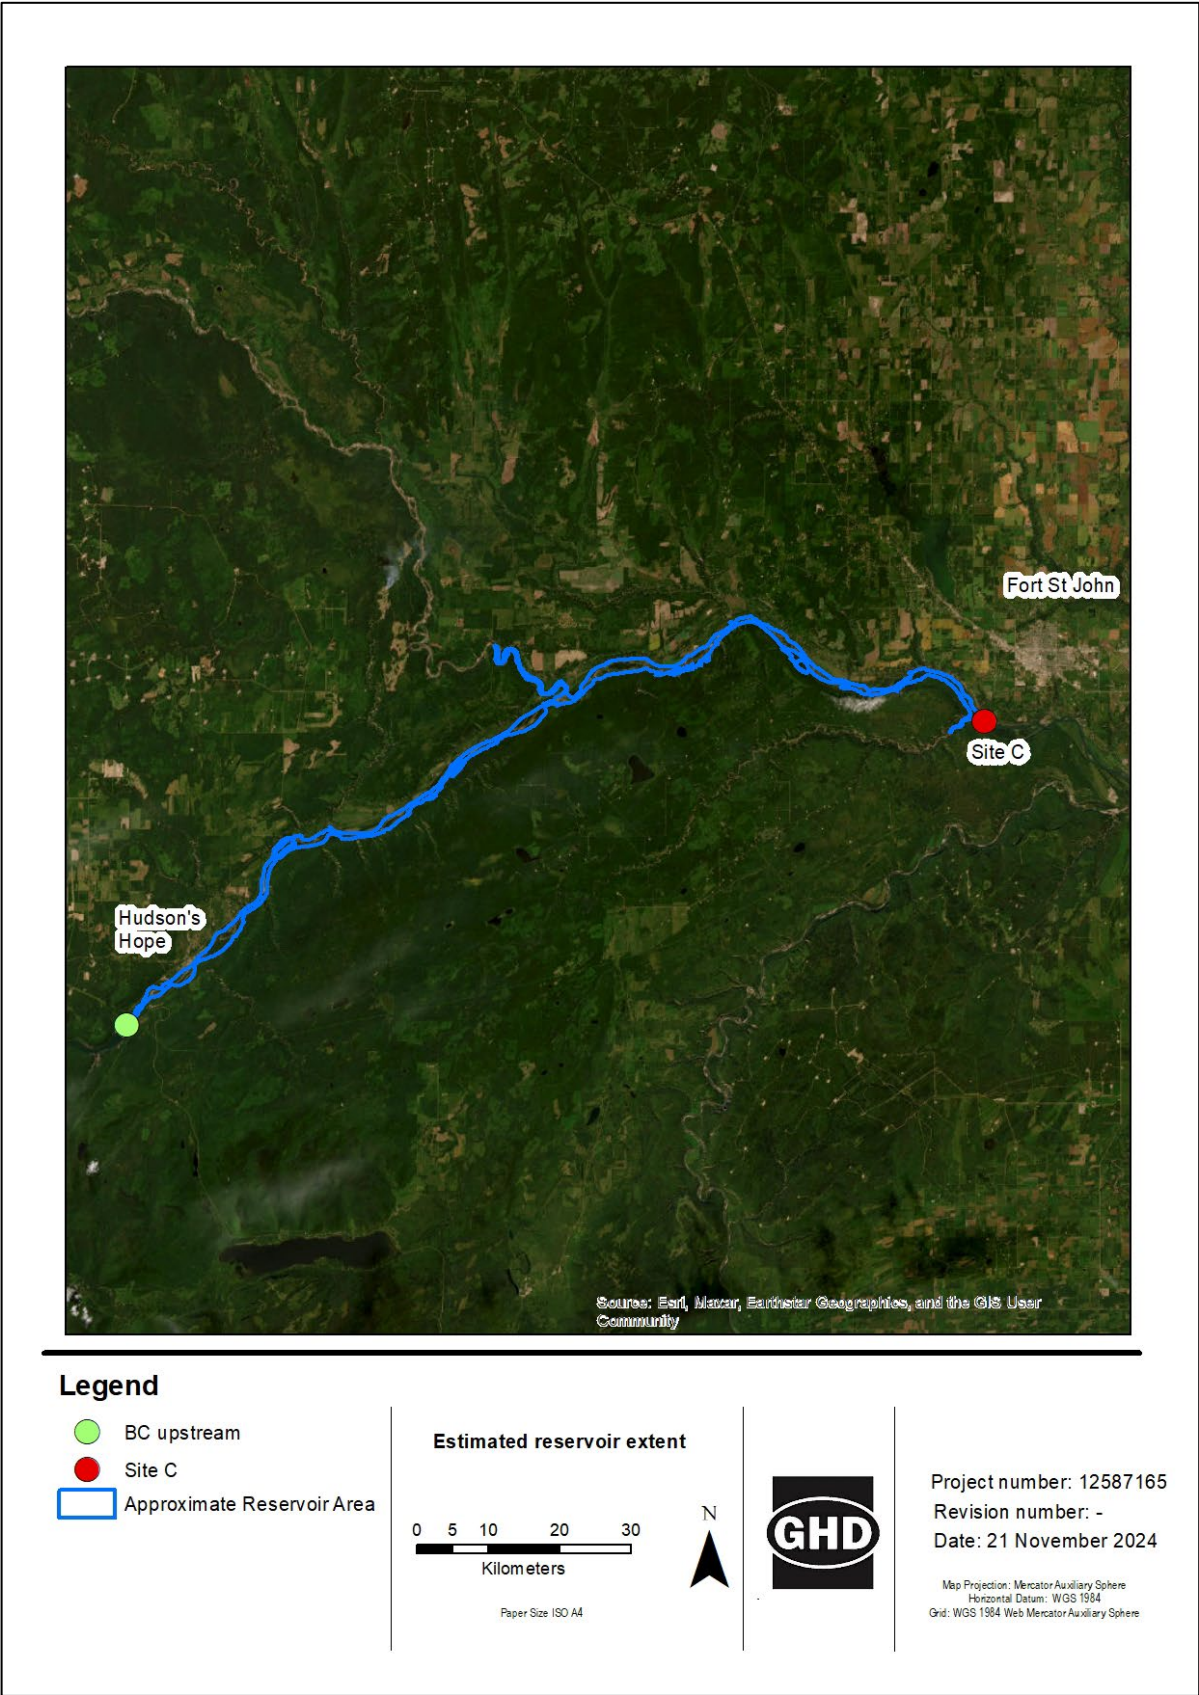 Fort St John
Site C
Hudson's
Hope
Source: Esri, Maxar, Earthstar Geographics, and the GIS User
Community
Legend
BC upstream
Site C
Approximate Reservoir Area
Estimated reservoir extent
0 5 10 20 30
Kilometers
Paper Size ISO A4
N
GHD
Project number: 12587165
Revision number: -
Date: 21 November 2024
Map Projection: Mercator Auxiliary Sphere
Horizontal Datum: WGS 1984
Grid: WGS 1984 Web Mercator Auxiliary Sphere